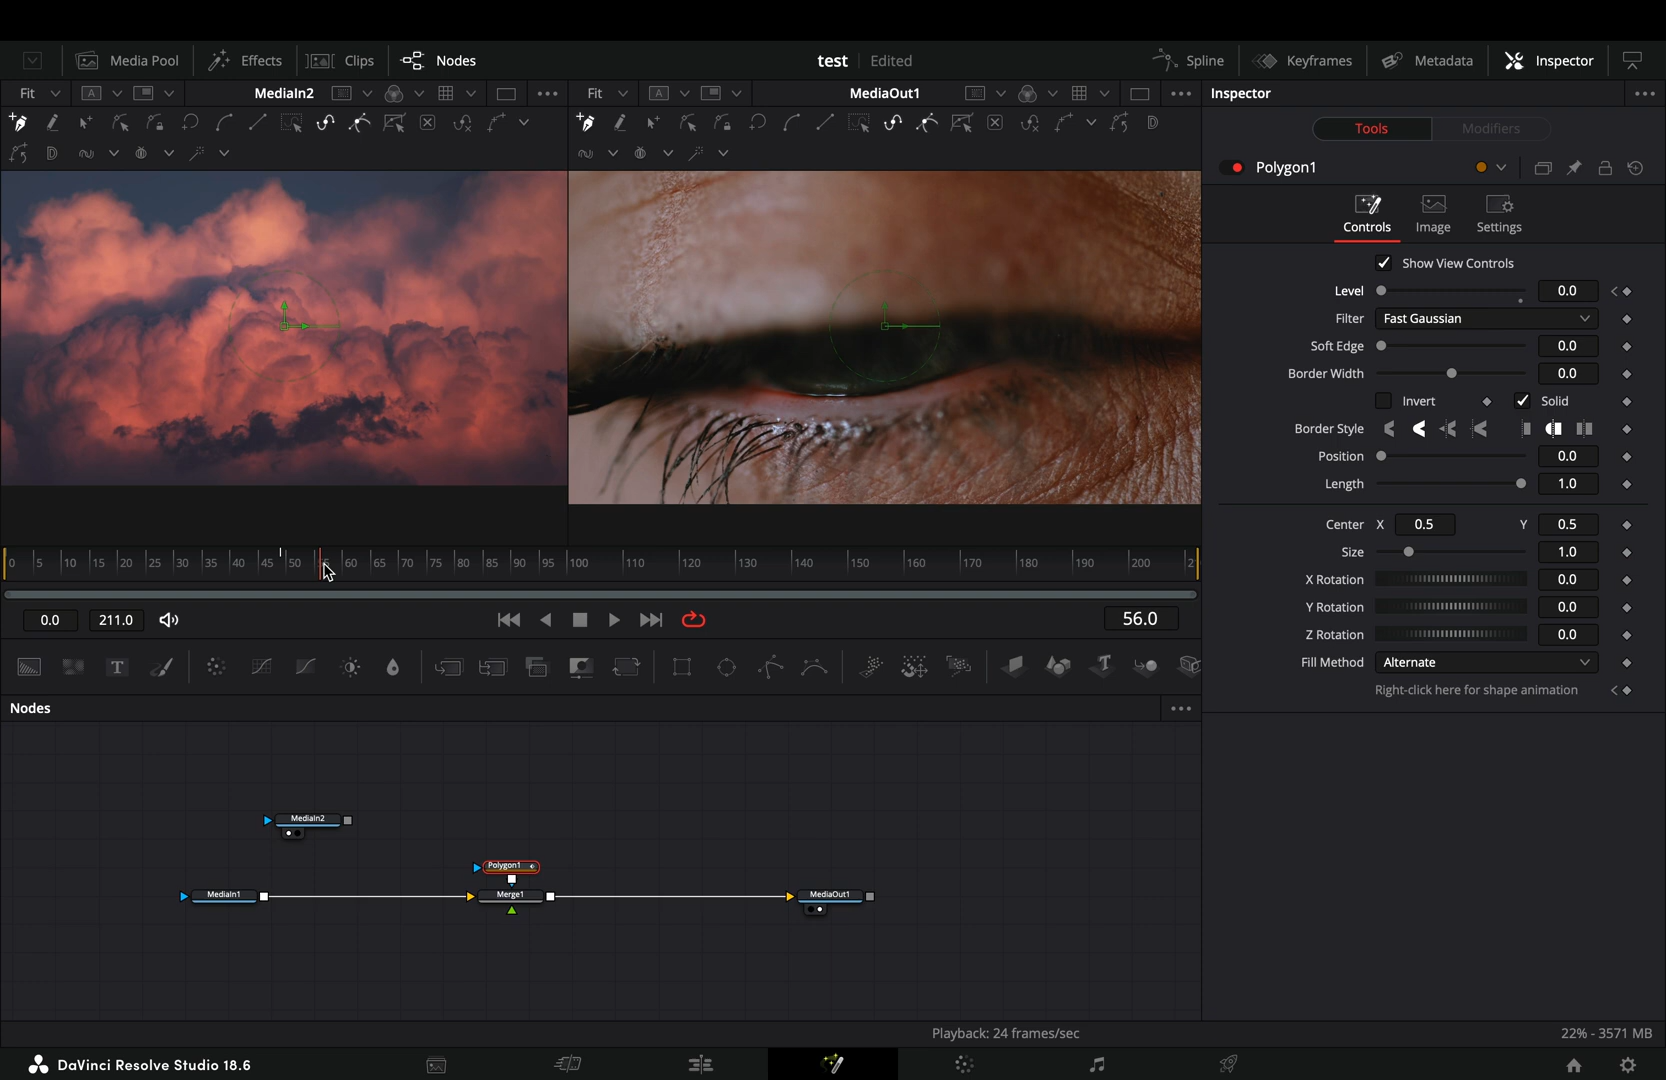 Media Pool Effects Clips Nodes test Edited Spline Keyframes Metadata Inspector
Fit A MediaIn2 Fit A MediaOut1 Inspector
Tools Modifiers
Polygon1
Controls Image Settings
Show View Controls
Level 0.0
Filter Fast Gaussian
Soft Edge 0.0
Border Width 0.0
Invert Solid
Border Style
Position 0.0
Length 1.0
Center X 0.5 Y 0.5
Size 1.0
X Rotation 0.0
Y Rotation 0.0
Z Rotation 0.0
Fill Method Alternate
Right-click here for shape animation
0 5 10 15 20 25 30 35 40 45 50 60 65 70 75 80 85 90 95 100 110 120 130 140 150 160 170 180 190 200
0.0 211.0 56.0
Nodes
MediaIn2
Polygon1
MediaIn1 Merge1 MediaOut1
Playback: 24 frames/sec 22% - 3571 MB
DaVinci Resolve Studio 18.6